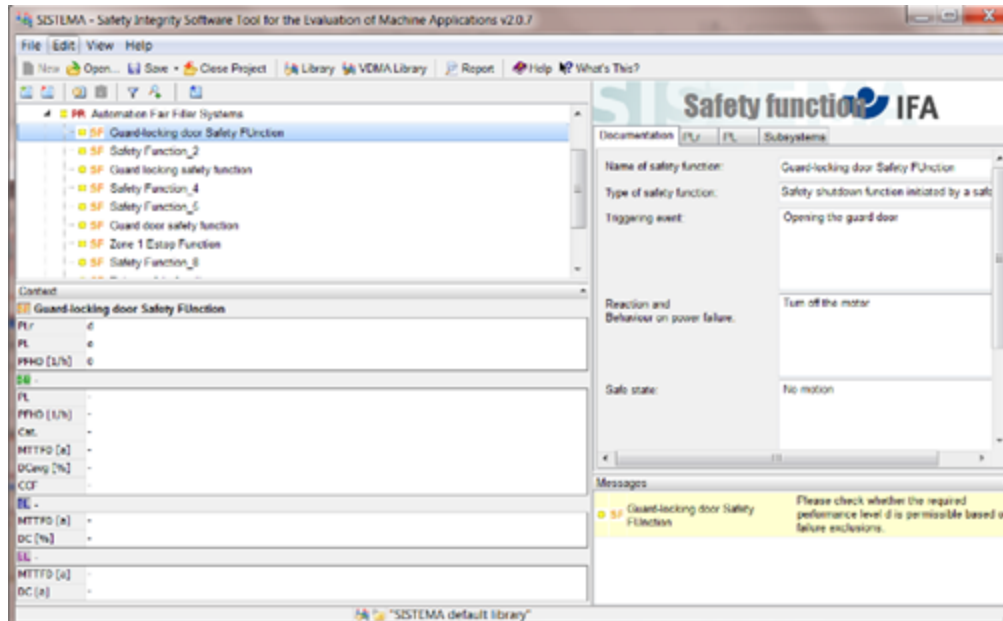 SISTEMA - Safety Integrity Software Tool for the Evaluation of Machine Applications v2.0.7
File Edit View Help
New Open... Save Close Project Library VDMA Library Report Help What's This?
SISTEMA
Safety function IFA
PR Automation Fair Filler Systems
SF Guard-locking door Safety FUnction
SF Safety Function_2
SF Guard locking safety function
SF Safety Function_4
SF Safety Function_5
SF Guard door safety function
SF Zone 1 Estop Function
SF Safety Function_8
Documentation PLr PL Subsystems
Name of safety function: Guard-locking door Safety FUnction
Type of safety function: Safety shutdown function initiated by a safe
Triggering event: Opening the guard door
Reaction and Turn off the motor
Behaviour on power failure:
Safe state: No motion
Context
SF Guard-locking door Safety FUnction
PLr d
PL e
PFHD [1/h] 0
SB -
PL -
PFHD [1/h] -
Cat. -
MTTFD [a] -
DCavg [%] -
CCF -
BL -
MTTFD [a] -
DC [%] -
EL -
MTTFD [a] -
DC [a] -
Messages
SF Guard-locking door Safety
FUnction
Please check whether the required
performance level d is permissible based o
failure exclusions.
"SISTEMA default library"